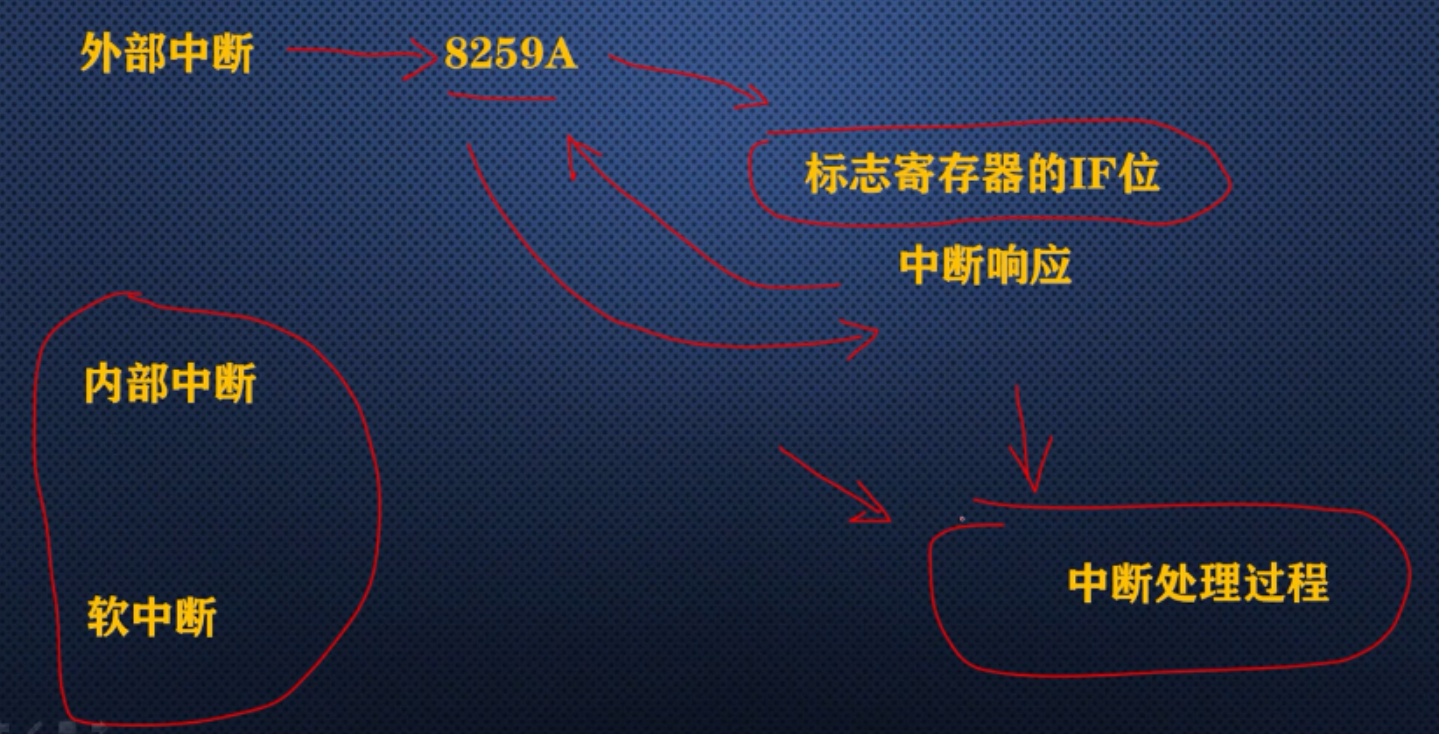 外部中断
8259A
标志寄存器的IF位
中断响应
内部中断
中断处理过程
软中断